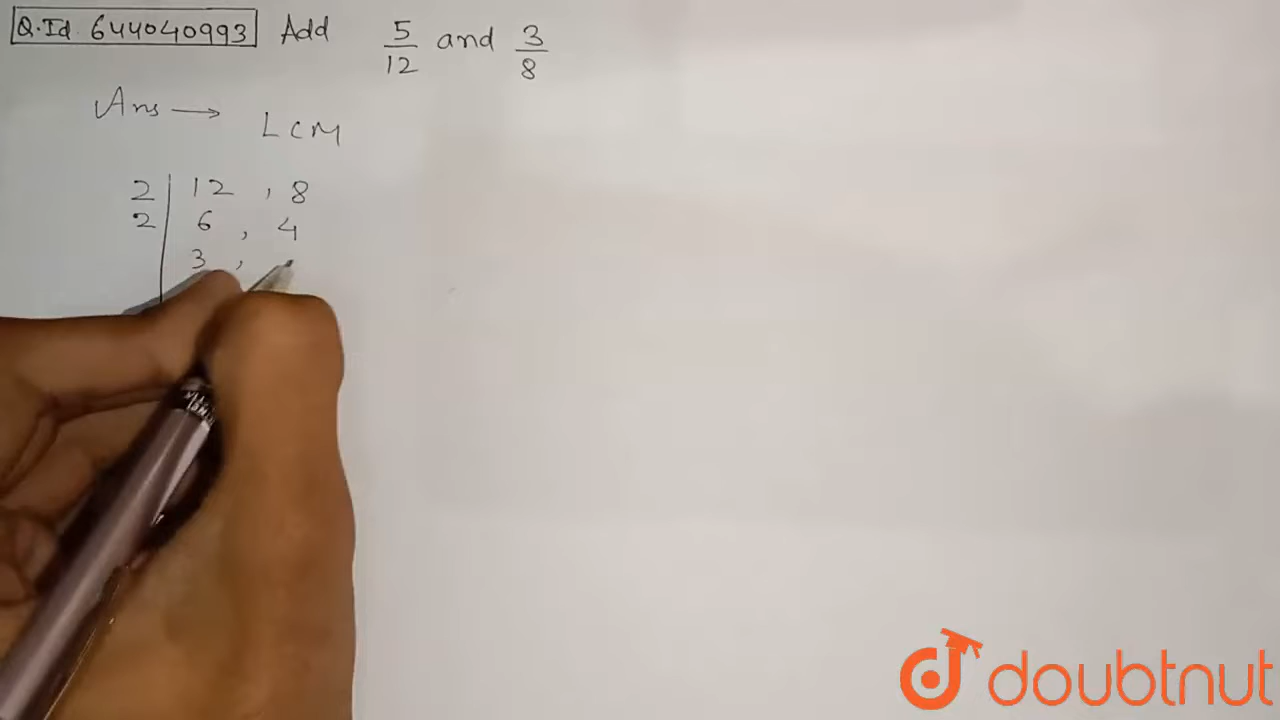 Q.Id. 644040993 Add 5/12 and 3/8
Ans → LCM
2 | 12 , 8
2 | 6 , 4
3 ,
doubtnut